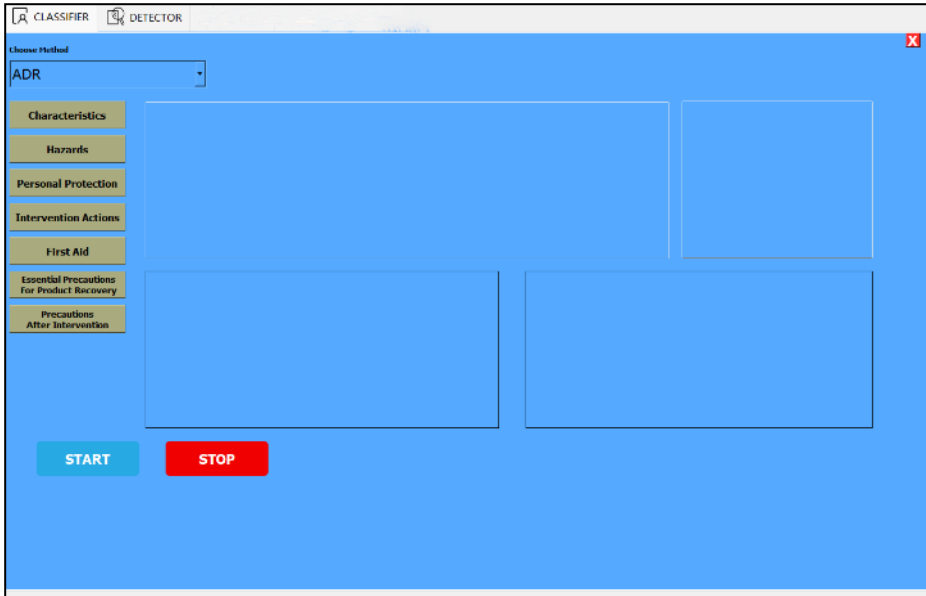 CLASSIFIER
DETECTOR
X
Choose Method
ADR
Characteristics
Hazards
Personal Protection
Intervention Actions
First Aid
Essential Precautions
For Product Recovery
Precautions
After Intervention
START
STOP